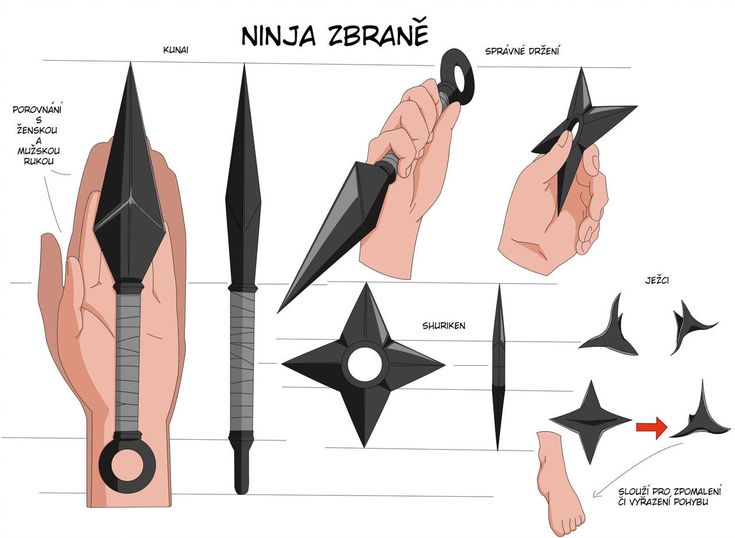 NINJA ZBRANĚ
KUNAI
SPRÁVNÉ DRŽENÍ
POROVNÁNÍ
S
ŽENSKOU
A
MUŽSKOU
RUKOU
JEŽCI
SHURIKEN
SLOUŽÍ PRO ZPOMALENÍ
ČI VYŘAZENÍ POHYBU